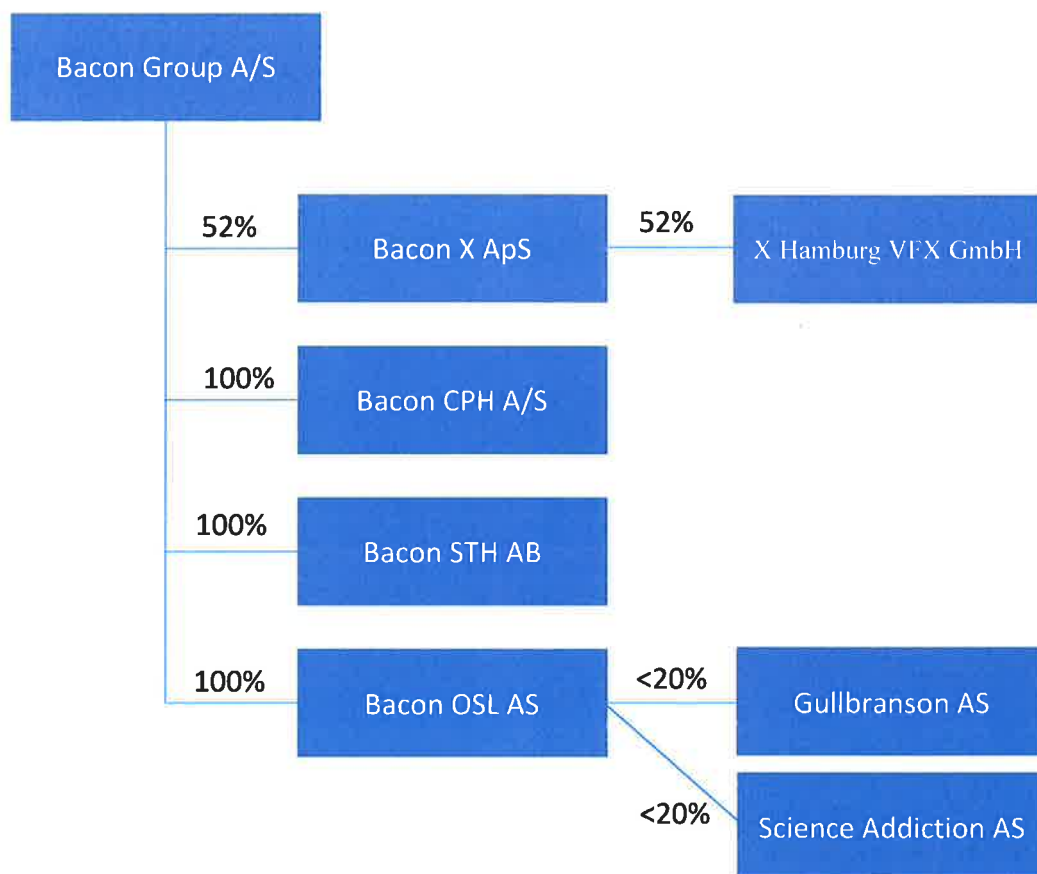 Bacon Group A/S
52%
Bacon X ApS
52%
X Hamburg VFX GmbH
100%
Bacon CPH A/S
100%
Bacon STH AB
100%
Bacon OSL AS
<20%
Gullbranson AS
<20%
Science Addiction AS